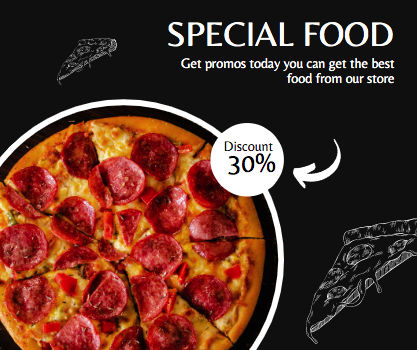 SPECIAL FOOD
Get promos today you can get the best
food from our store
Discount
30%